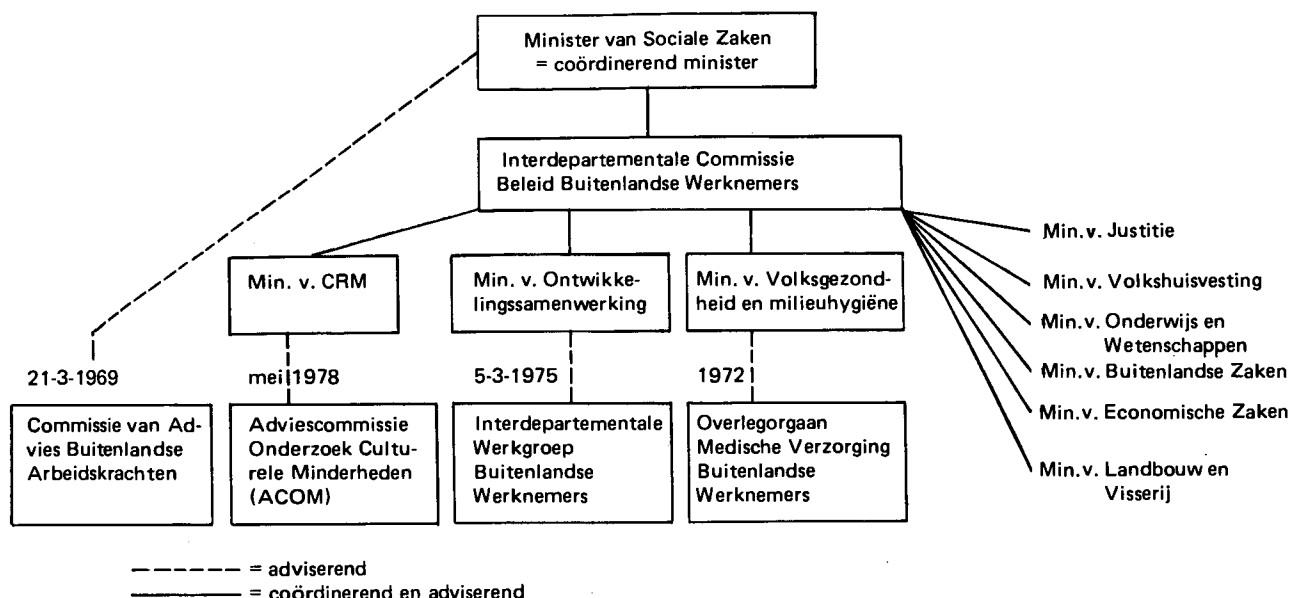 Minister van Sociale Zaken
= coördinerend minister
Interdepartementale Commissie
Beleid Buitenlandse Werknemers
Min. v. CRM
Min. v. Ontwikke-
lingssamenwerking
Min. v. Volksgezond-
heid en milieuhygiëne
Min. v. Justitie
Min. v. Volkshuisvesting
Min. v. Onderwijs en
Wetenschappen
Min. v. Buitenlandse Zaken
Min. v. Economische Zaken
Min. v. Landbouw en
Visserij
21-3-1969
mei 1978
5-3-1975
1972
Commissie van Ad-
vies Buitenlandse
Arbeidskrachten
Adviescommissie
Onderzoek Cultu-
rele Minderheden
(ACOM)
Interdepartementale
Werkgroep
Buitenlandse
Werknemers
Overlegorgaan
Medische Verzorging
Buitenlandse
Werknemers
= adviserend
= coördinerend en adviserend